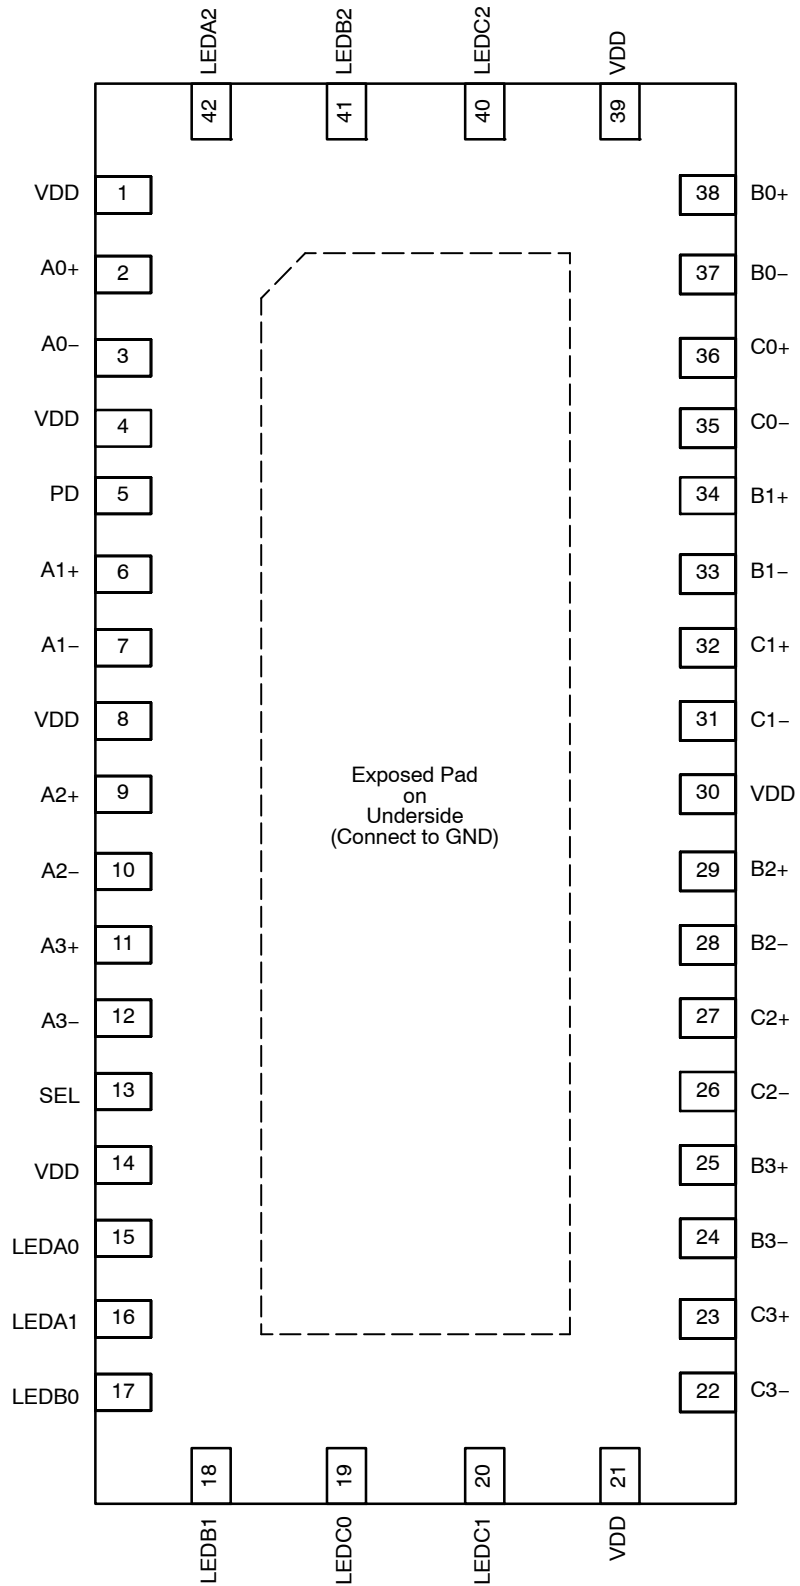 LEDA2 LEDB2 LEDC2 VDD
42 41 40 39
VDD 1 38 B0+
A0+ 2 37 B0−
A0− 3 36 C0+
VDD 4 35 C0−
PD 5 34 B1+
A1+ 6 33 B1−
A1− 7 32 C1+
VDD 8 31 C1−
Exposed Pad
on
Underside
(Connect to GND)
A2+ 9 30 VDD
A2− 10 29 B2+
A3+ 11 28 B2−
A3− 12 27 C2+
SEL 13 26 C2−
VDD 14 25 B3+
LEDA0 15 24 B3−
LEDA1 16 23 C3+
LEDB0 17 22 C3−
18 19 20 21
LEDB1 LEDC0 LEDC1 VDD